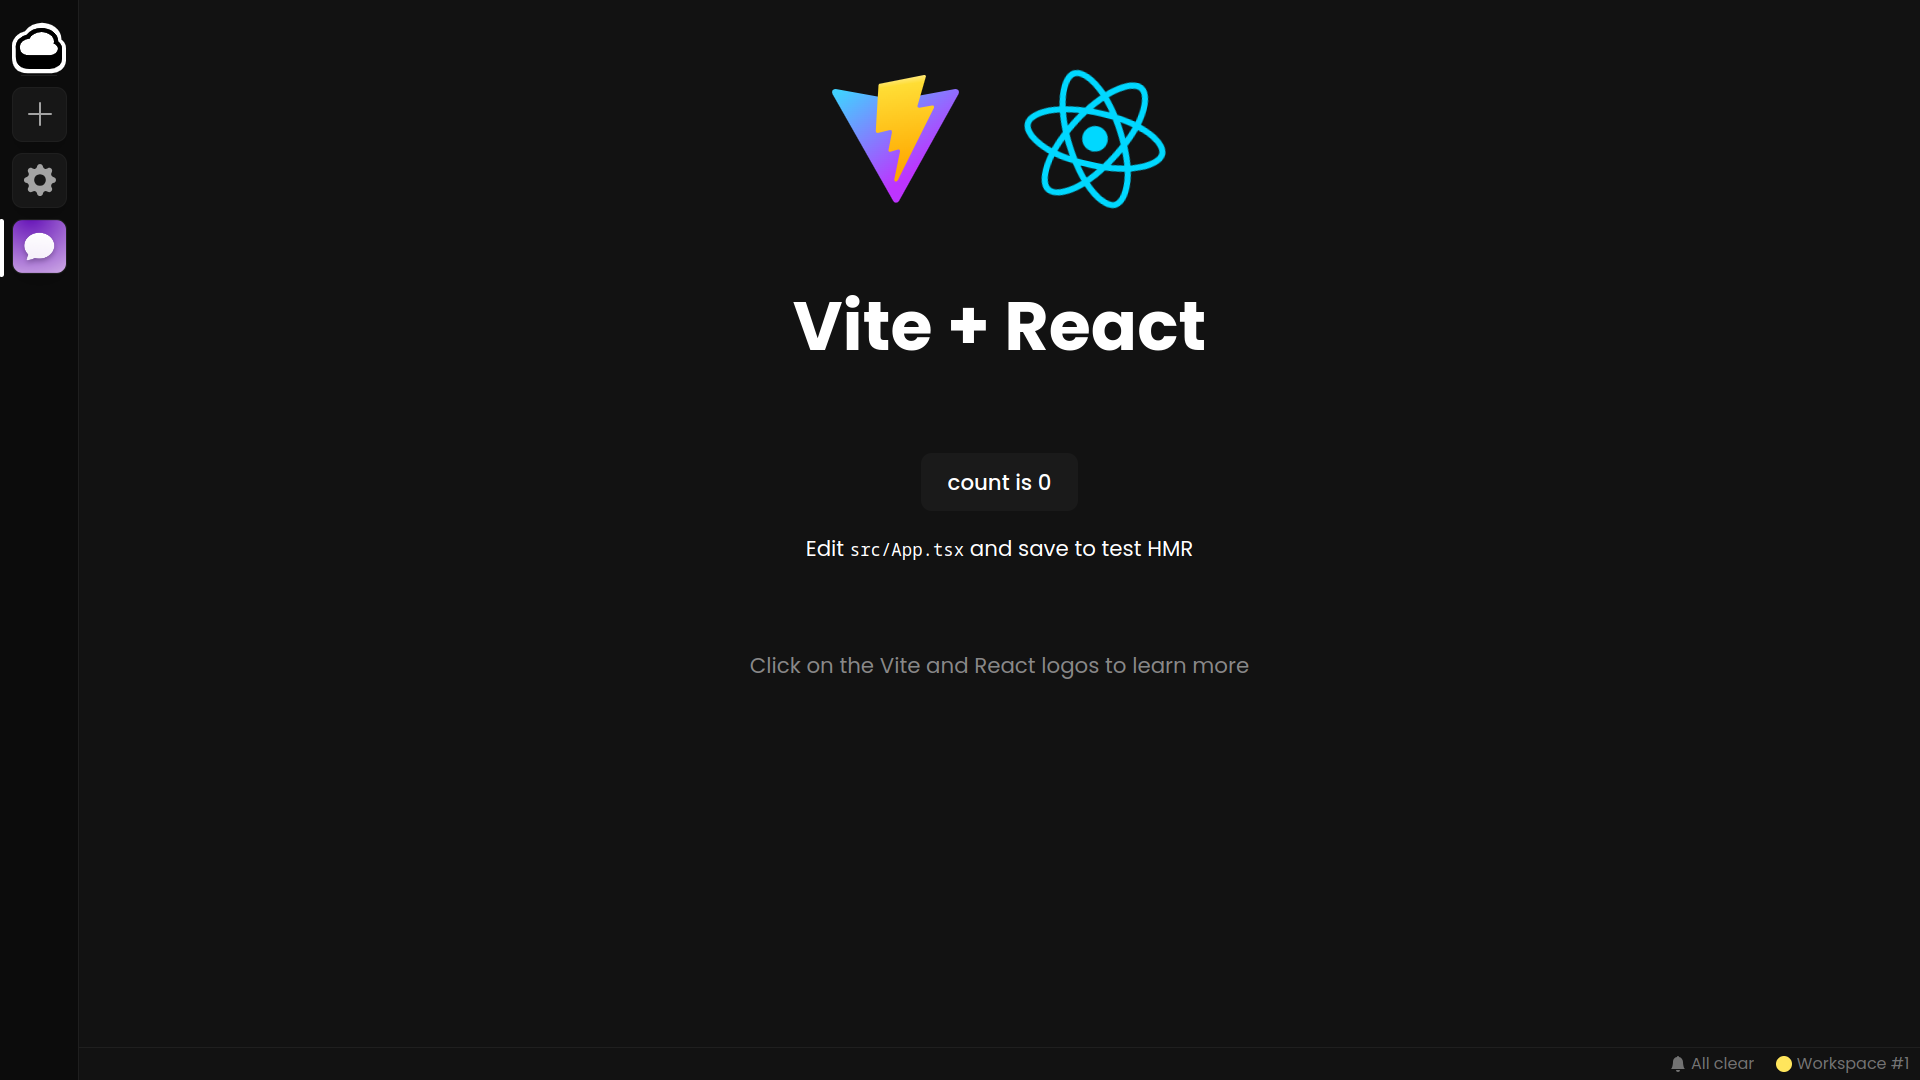 Vite + React
count is 0
Edit src/App.tsx and save to test HMR
Click on the Vite and React logos to learn more
All clear
Workspace #1